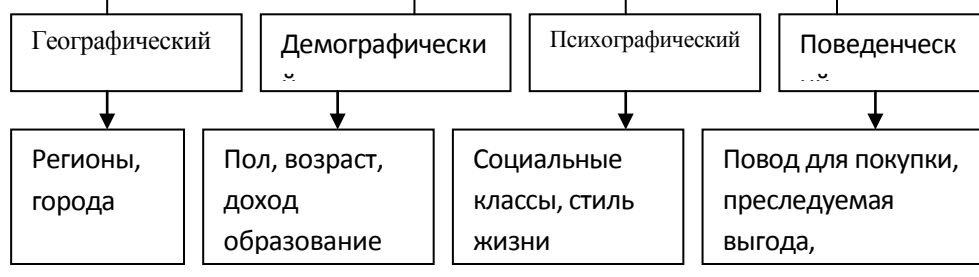 Географический
Демографически
Психографический
Поведенческ
Регионы,
города
Пол, возраст,
доход
образование
Социальные
классы, стиль
жизни
Повод для покупки,
преследуемая
выгода,